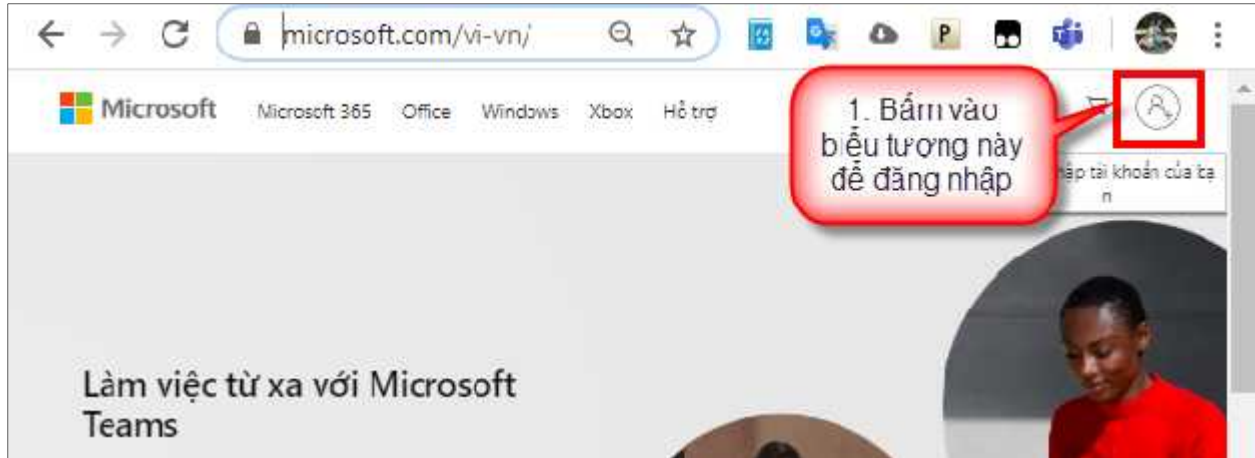 microsoft.com/vi-vn/
Microsoft
Microsoft 365
Office
Windows
Xbox
Hỗ trợ
1. Bấm vào
biểu tượng này
để đăng nhập
tài khoản của bạ
n
Làm việc từ xa với Microsoft
Teams